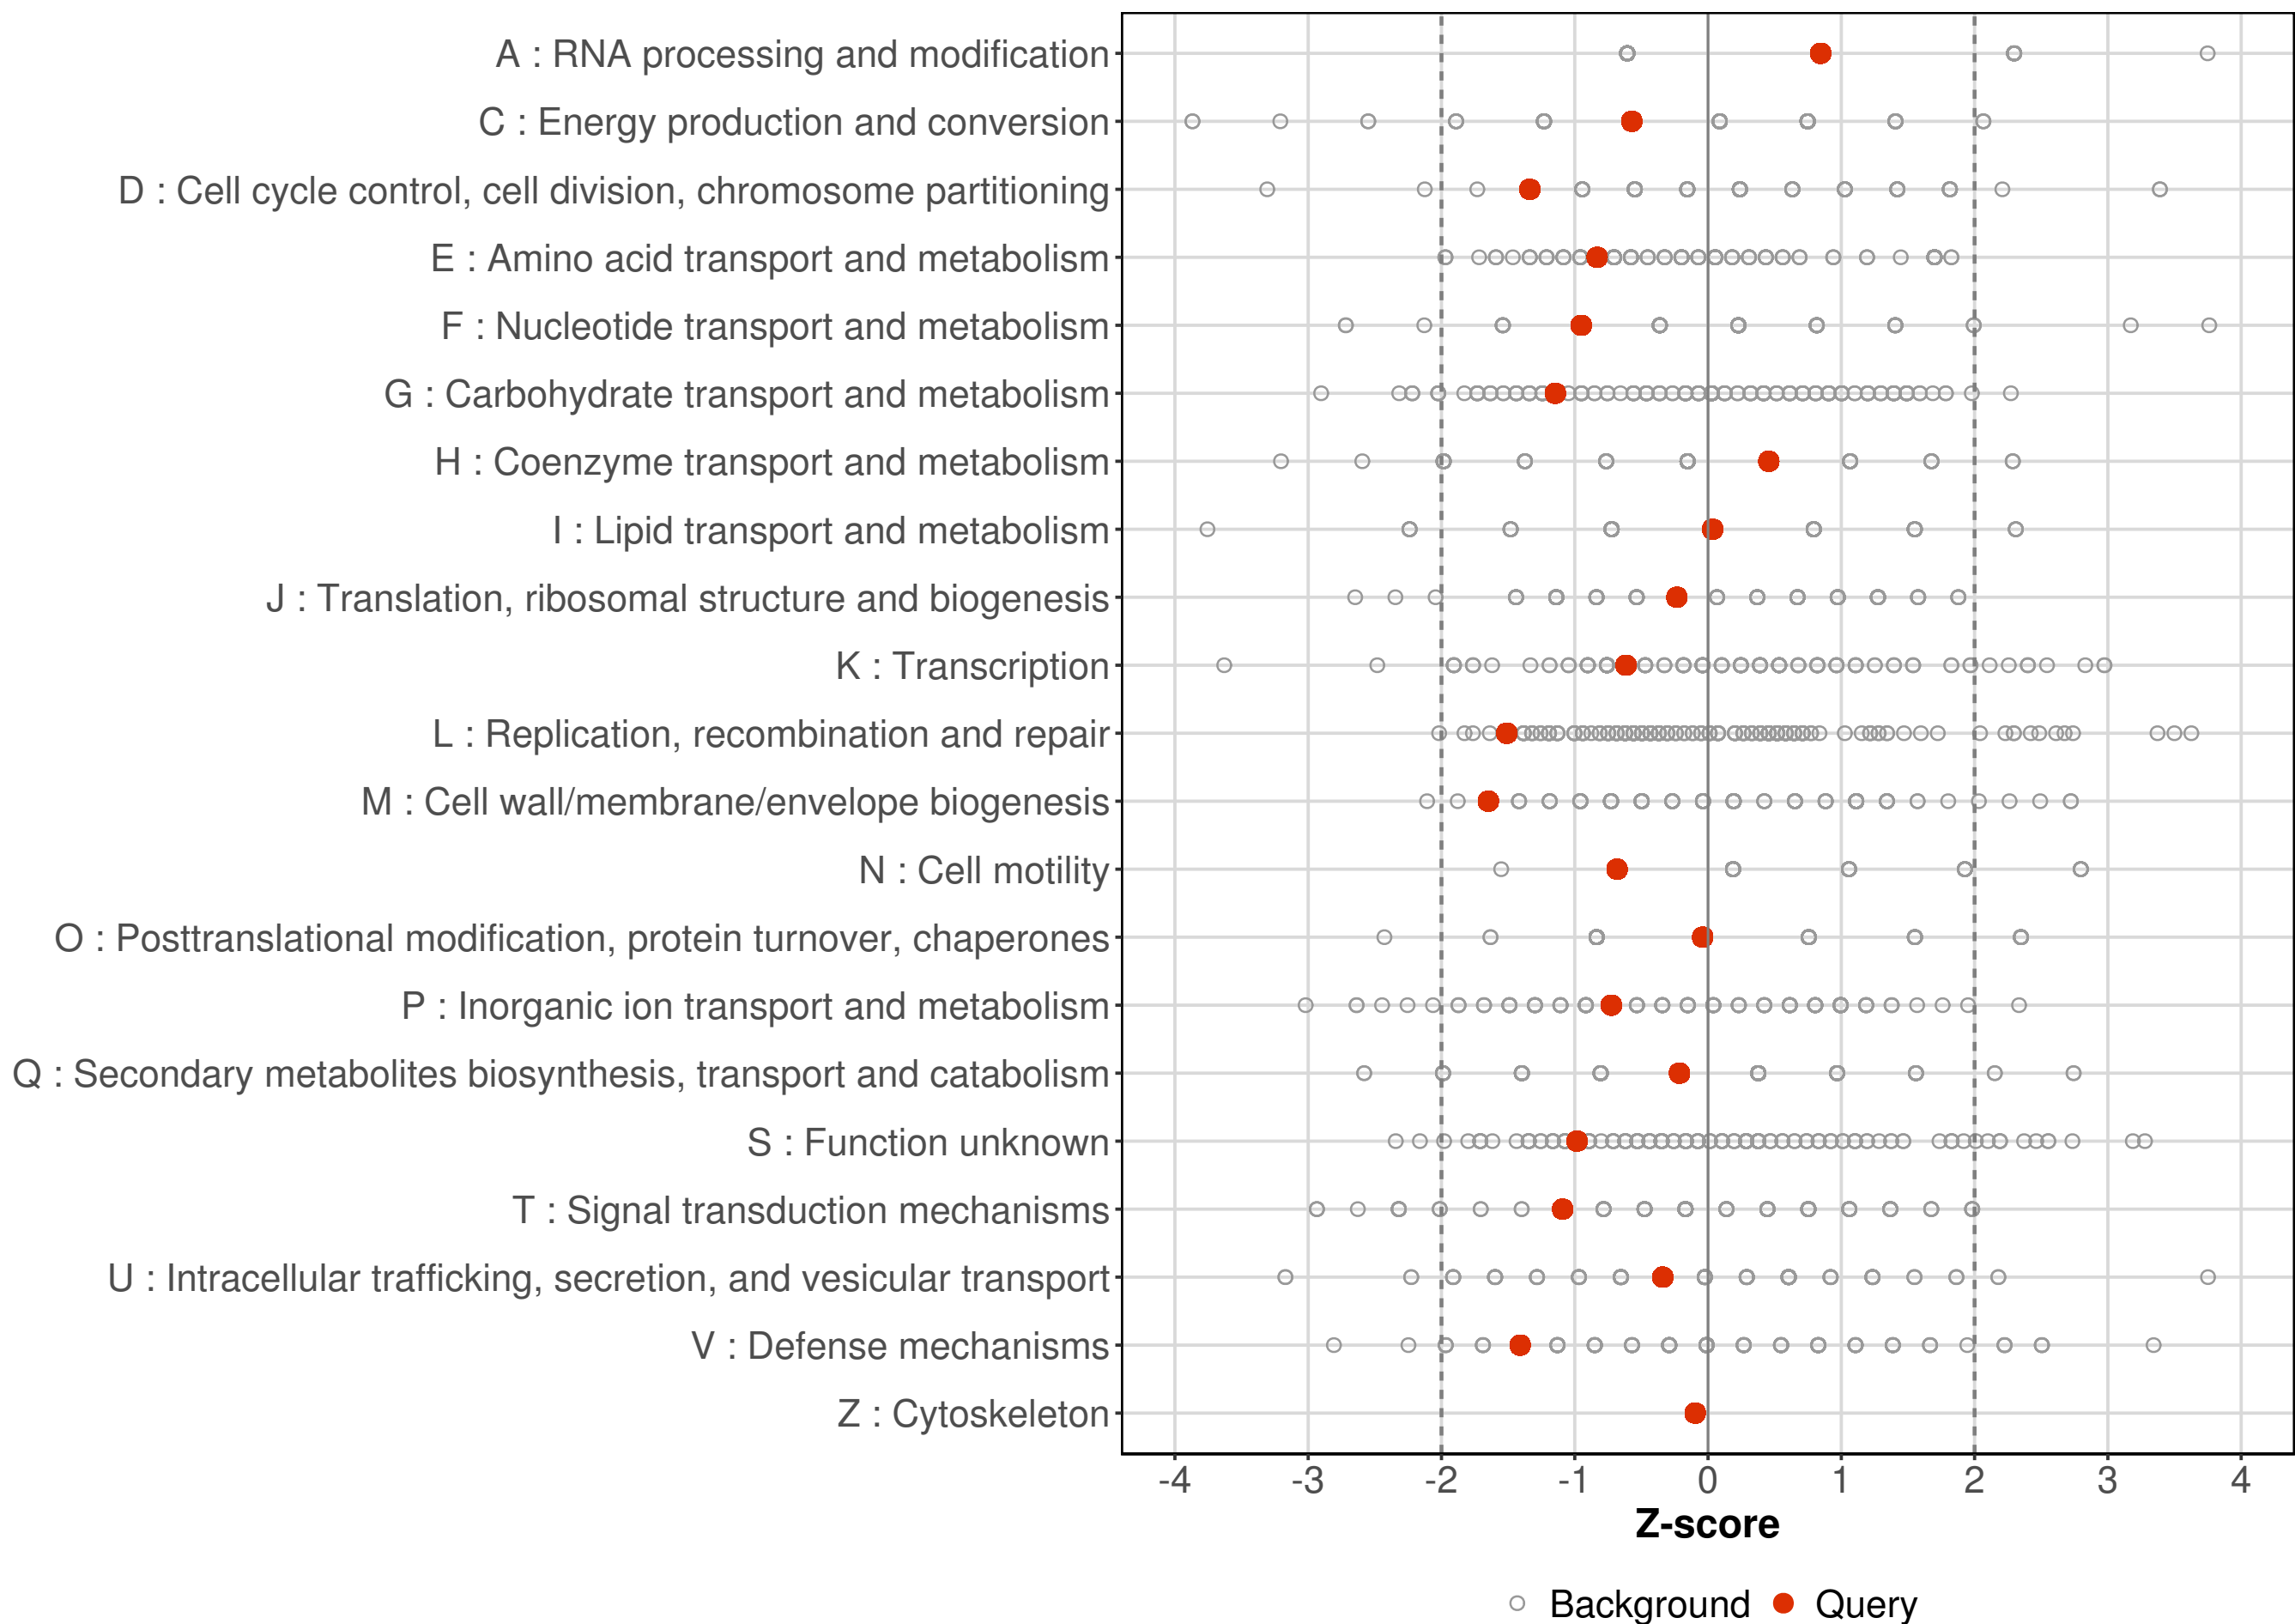 A : RNA processing and modification
C : Energy production and conversion
D : Cell cycle control, cell division, chromosome partitioning
E : Amino acid transport and metabolism
F : Nucleotide transport and metabolism
G : Carbohydrate transport and metabolism
H : Coenzyme transport and metabolism
I : Lipid transport and metabolism
J : Translation, ribosomal structure and biogenesis
K : Transcription
L : Replication, recombination and repair
M : Cell wall/membrane/envelope biogenesis
N : Cell motility
O : Posttranslational modification, protein turnover, chaperones
P : Inorganic ion transport and metabolism
Q : Secondary metabolites biosynthesis, transport and catabolism
S : Function unknown
T : Signal transduction mechanisms
U : Intracellular trafficking, secretion, and vesicular transport
V : Defense mechanisms
Z : Cytoskeleton
-4 -3 -2 -1 0 1 2 3 4
Z-score
Background Query